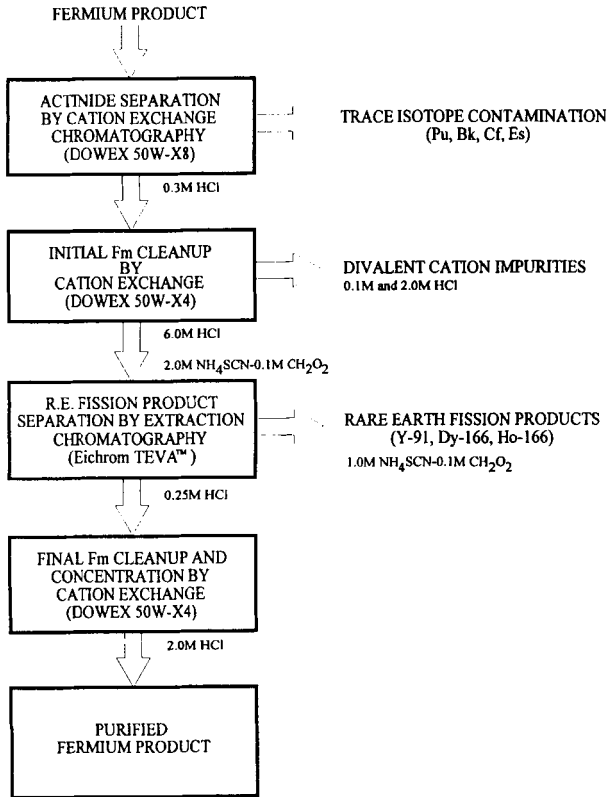 FERMIUM PRODUCT
ACTINIDE SEPARATION
BY CATION EXCHANGE
CHROMATOGRAPHY
(DOWEX 50W-X8)
TRACE ISOTOPE CONTAMINATION
(Pu, Bk, Cf, Es)
0.3M HCl
INITIAL Fm CLEANUP
BY
CATION EXCHANGE
(DOWEX 50W-X4)
DIVALENT CATION IMPURITIES
0.1M and 2.0M HCl
6.0M HCl
2.0M NH₄SCN-0.1M CH₂O₂
R.E. FISSION PRODUCT
SEPARATION BY EXTRACTION
CHROMATOGRAPHY
(Eichrom TEVA™)
RARE EARTH FISSION PRODUCTS
(Y-91, Dy-166, Ho-166)
1.0M NH₄SCN-0.1M CH₂O₂
0.25M HCl
FINAL Fm CLEANUP AND
CONCENTRATION BY
CATION EXCHANGE
(DOWEX 50W-X4)
2.0M HCl
PURIFIED
FERMIUM PRODUCT